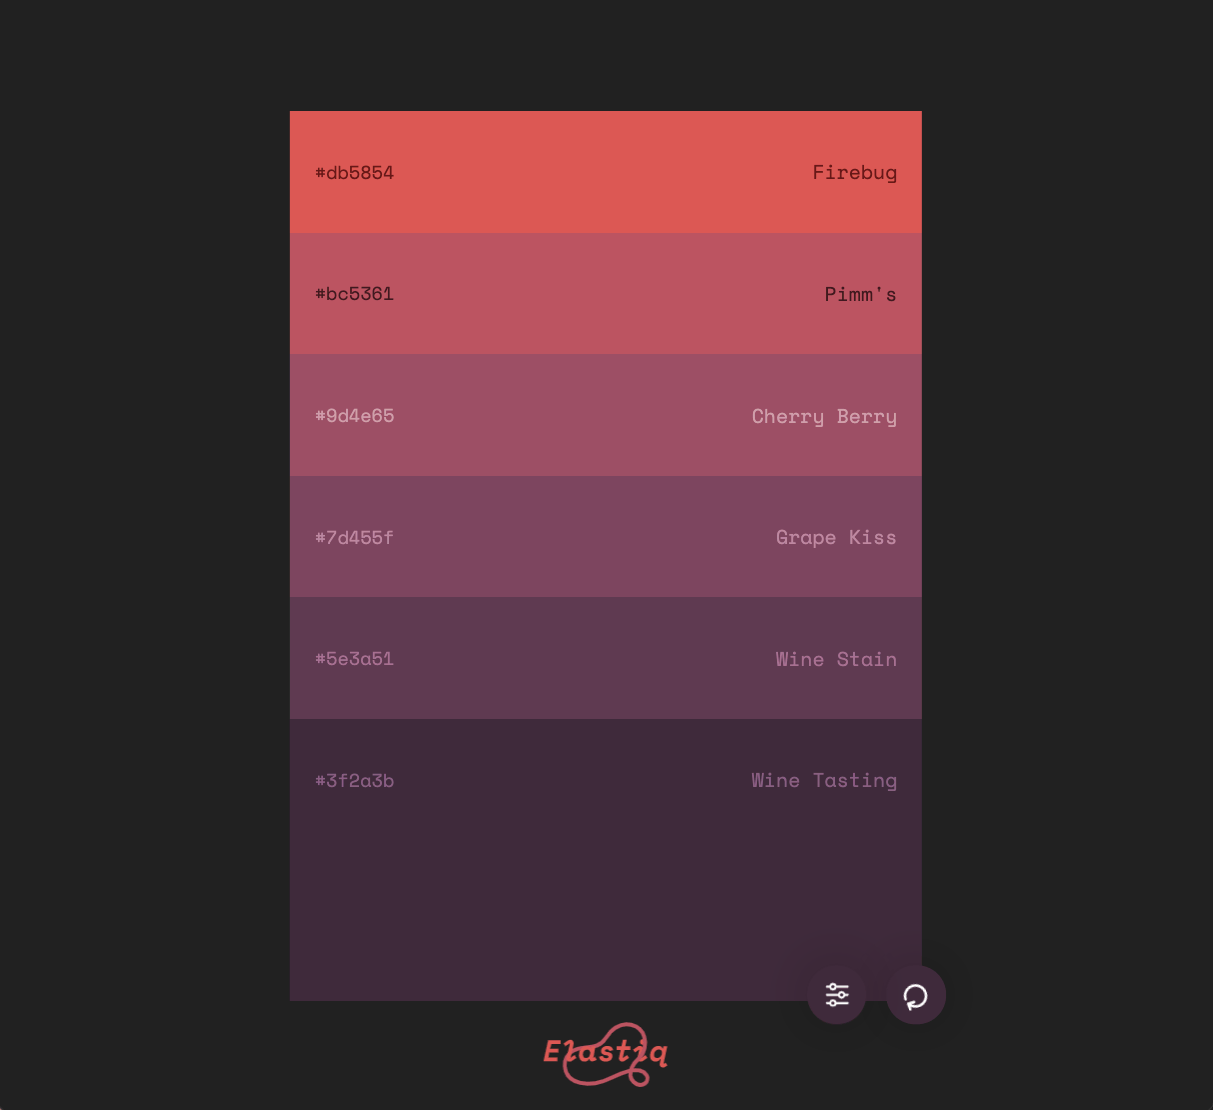 #db5854 Firebug
#bc5361 Pimm's
#9d4e65 Cherry Berry
#7d455f Grape Kiss
#5e3a51 Wine Stain
#3f2a3b Wine Tasting
Elastiq